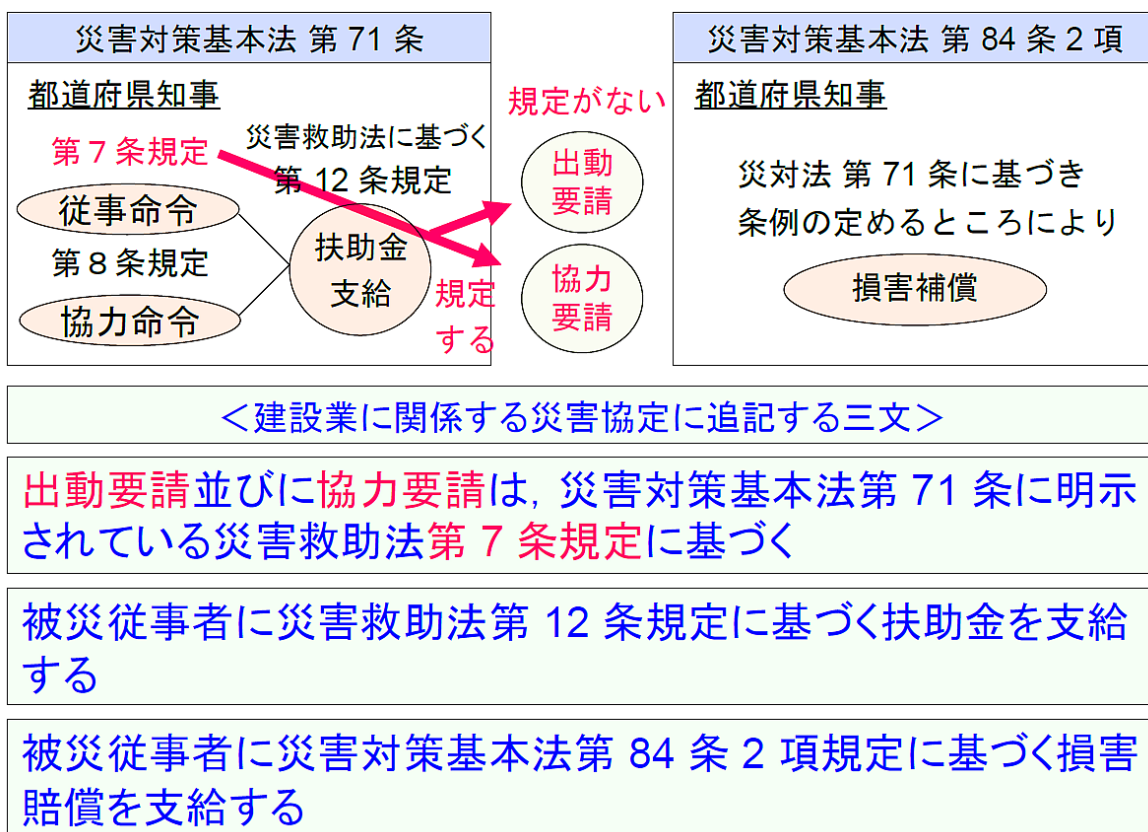 災害対策基本法 第 71 条
都道府県知事
第 7 条規定
災害救助法に基づく
第 12 条規定
従事命令
第 8 条規定
協力命令
扶助金
支給
規定
する
規定がない
出動
要請
協力
要請
災害対策基本法 第 84 条 2 項
都道府県知事
災対法 第 71 条に基づき
条例の定めるところにより
損害補償
＜建設業に関係する災害協定に追記する三文＞
出動要請並びに協力要請は, 災害対策基本法第 71 条に明示
されている災害救助法第 7 条規定に基づく
被災従事者に災害救助法第 12 条規定に基づく扶助金を支給
する
被災従事者に災害対策基本法第 84 条 2 項規定に基づく損害
賠償を支給する